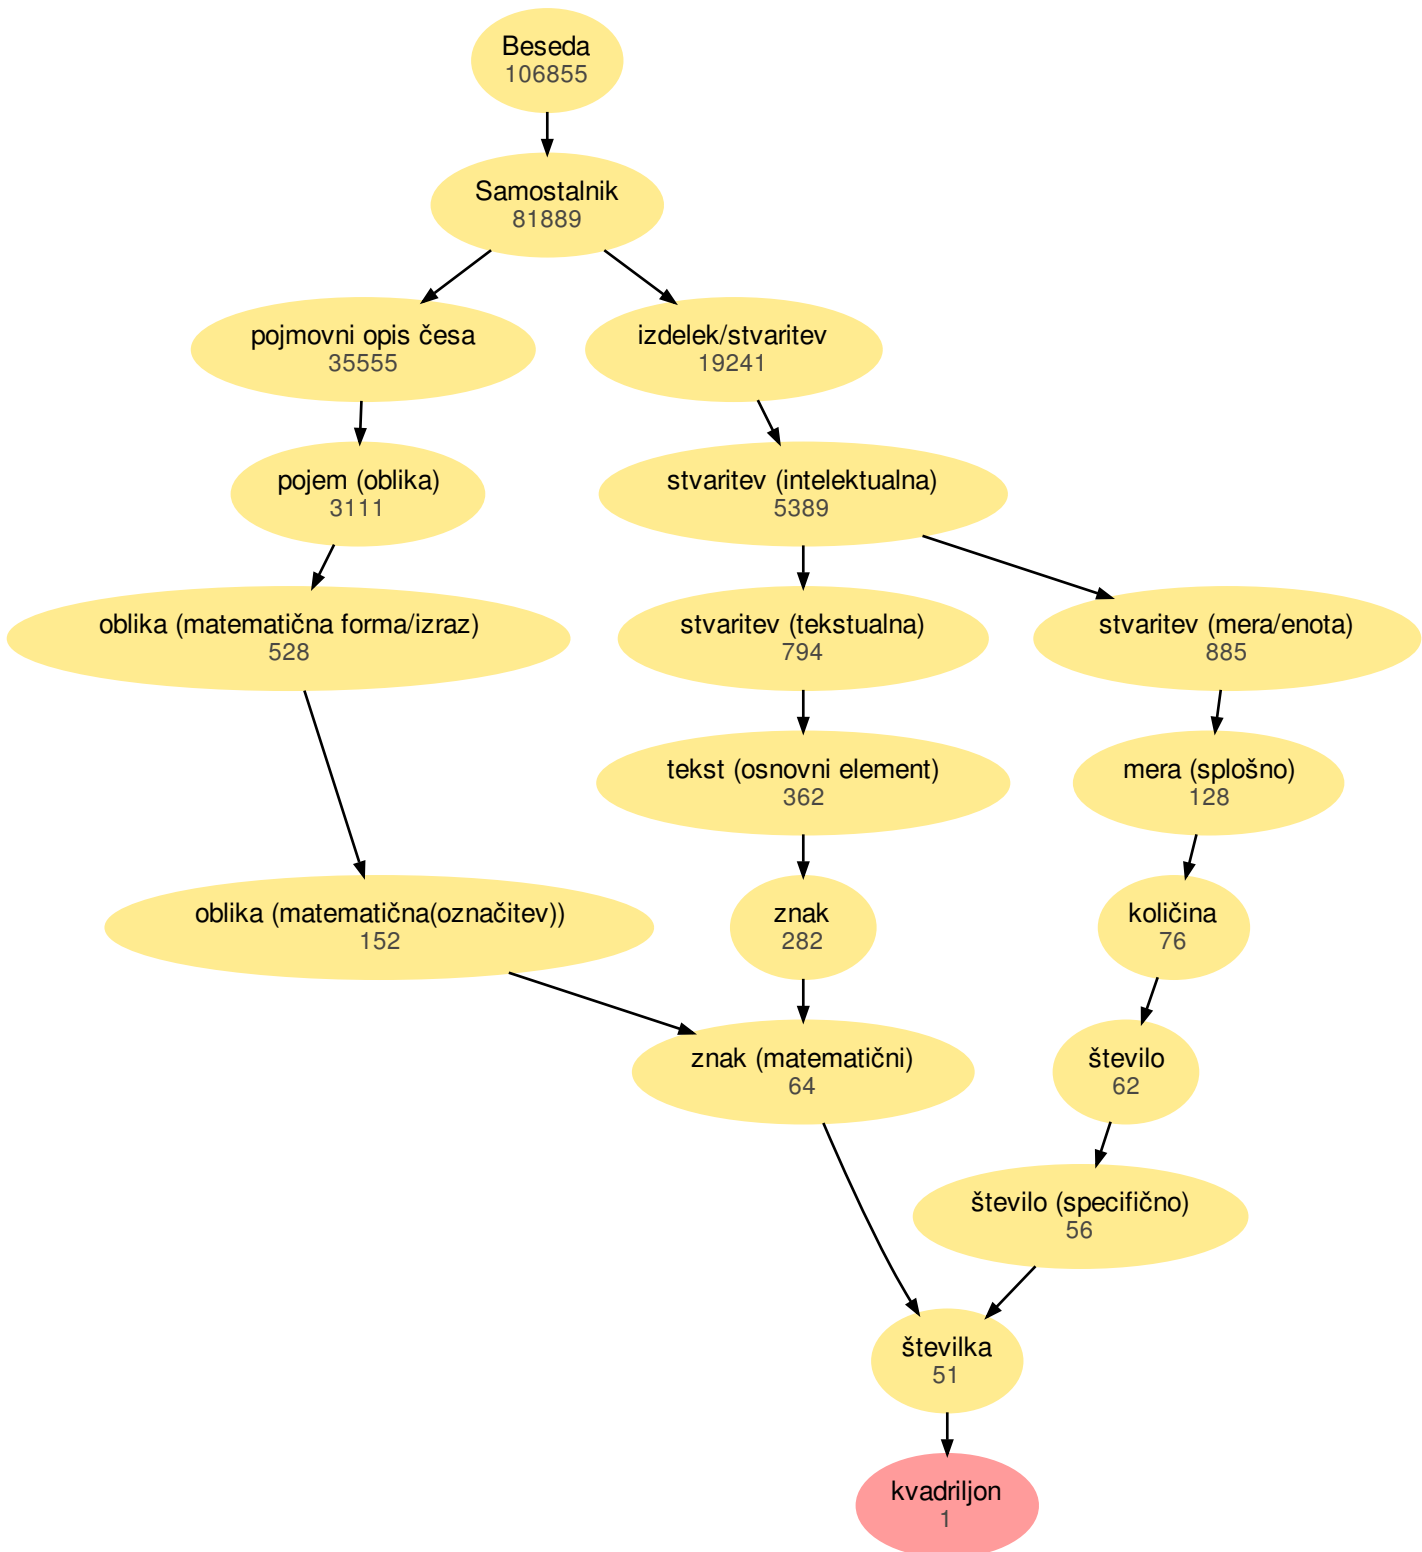 Beseda
106855
Samostalnik
81889
pojmovni opis česa
35555
izdelek/stvaritev
19241
pojem (oblika)
3111
stvaritev (intelektualna)
5389
oblika (matematična forma/izraz)
528
stvaritev (tekstualna)
794
stvaritev (mera/enota)
885
tekst (osnovni element)
362
mera (splošno)
128
oblika (matematična(označitev))
152
znak
282
količina
76
znak (matematični)
64
število
62
število (specifično)
56
številka
51
kvadriljon
1